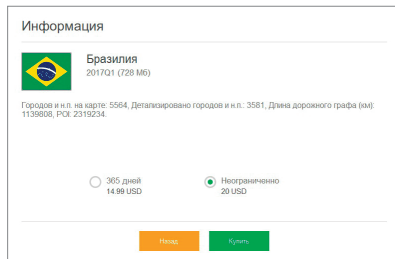 Информация
Бразилия
2017Q1 (728 Мб)
Городов и н.п. на карте: 5564, Детализировано городов и н.п.: 3581, Длина дорожного графа (км):
1139808, POI: 2319234.
365 дней
14.99 USD
Неограниченно
20 USD
Назад
Купить